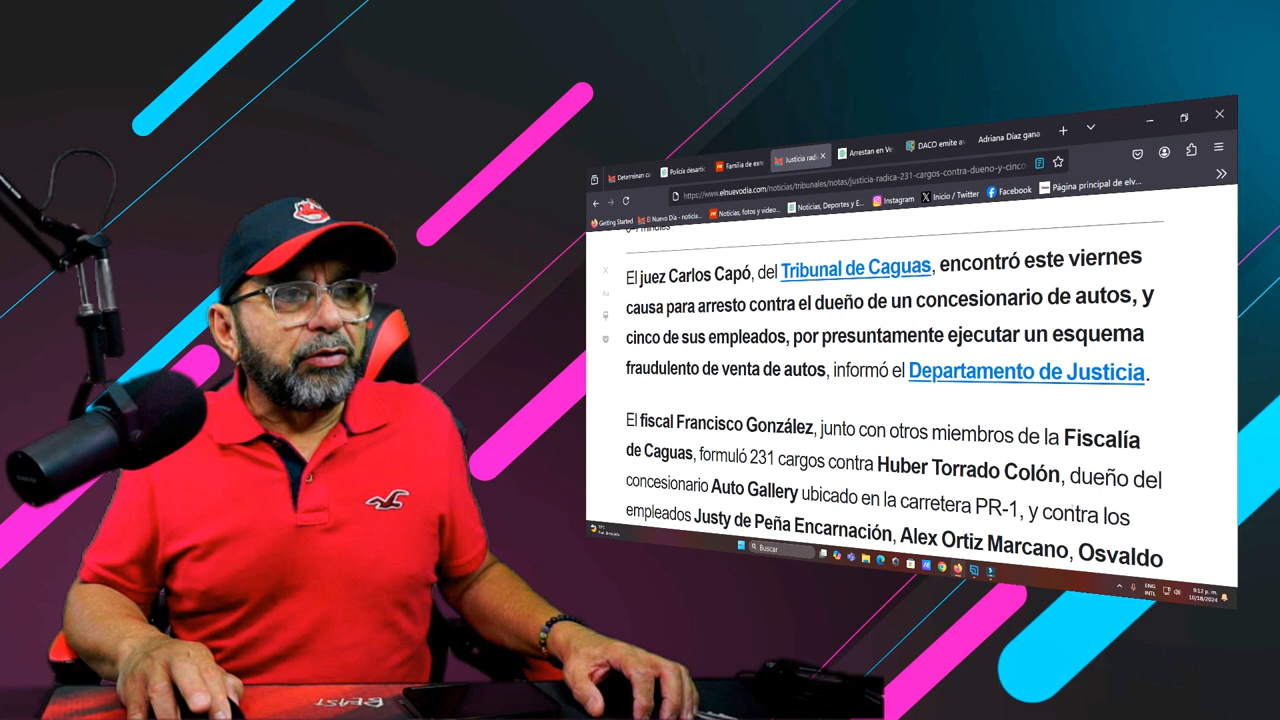 Determinan ca
Policía desarti
Familia de exe
Justicia radi
Arrestan en Ve
DACO emite a
Adriana Díaz gana
https://www.elnuevodia.com/noticias/tribunales/notas/justicia-radica-231-cargos-contra-dueno-y-cinco-
Getting Started
El Nuevo Día - noticia...
Noticias, fotos y video...
Noticias, Deportes y E...
Instagram
Inicio / Twitter
Facebook
Página principal de elv...
El juez Carlos Capó, del Tribunal de Caguas, encontró este viernes
causa para arresto contra el dueño de un concesionario de autos, y
cinco de sus empleados, por presuntamente ejecutar un esquema
fraudulento de venta de autos, informó el Departamento de Justicia.
El fiscal Francisco González, junto con otros miembros de la Fiscalía
de Caguas, formuló 231 cargos contra Huber Torrado Colón, dueño del
concesionario Auto Gallery ubicado en la carretera PR-1, y contra los
empleados Justy de Peña Encarnación, Alex Ortiz Marcano, Osvaldo
Buscar
ENG
INTL
9:12 p. m.
10/18/2024
BEAST